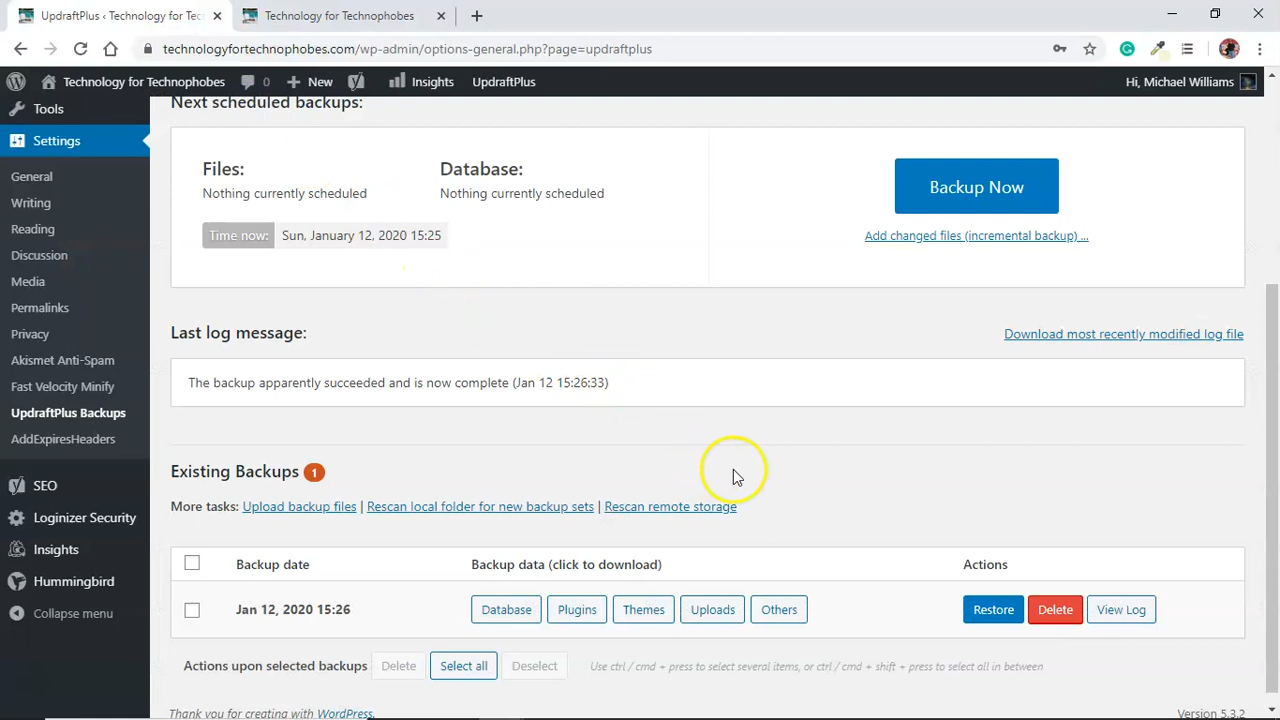 UpdraftPlus ‹ Technology for Tec
Technology for Technophobes
technologyfortechnophobes.com/wp-admin/options-general.php?page=updraftplus
Technology for Technophobes
0
New
Insights
UpdraftPlus
Hi, Michael Williams
Tools
Settings
General
Writing
Reading
Discussion
Media
Permalinks
Privacy
Akismet Anti-Spam
Fast Velocity Minify
UpdraftPlus Backups
AddExpiresHeaders
SEO
Loginizer Security
Insights
Hummingbird
Collapse menu
Next scheduled backups:
Files:
Nothing currently scheduled
Database:
Nothing currently scheduled
Time now: Sun, January 12, 2020 15:25
Backup Now
Add changed files (incremental backup) ...
Last log message:
Download most recently modified log file
The backup apparently succeeded and is now complete (Jan 12 15:26:33)
Existing Backups 1
More tasks: Upload backup files | Rescan local folder for new backup sets | Rescan remote storage
Backup date Backup data (click to download) Actions
Jan 12, 2020 15:26 Database Plugins Themes Uploads Others Restore Delete View Log
Actions upon selected backups Delete Select all Deselect Use ctrl / cmd + press to select several items, or ctrl / cmd + shift + press to select all in between
Thank you for creating with WordPress. Version 5.3.2